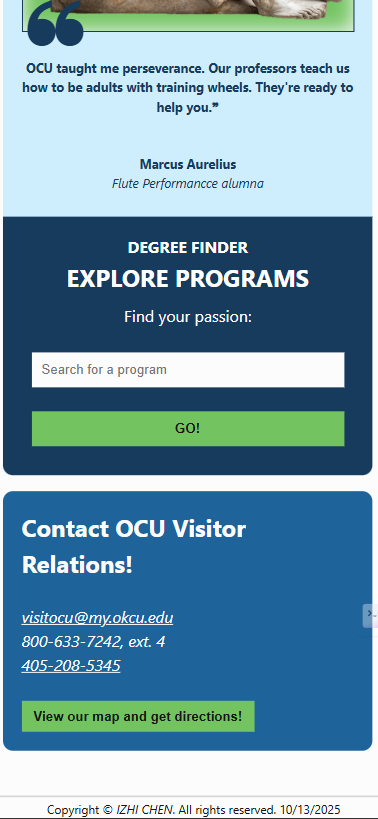 ❝
OCU taught me perseverance. Our professors teach us
how to be adults with training wheels. They're ready to
help you.❞
Marcus Aurelius
Flute Performancce alumna
DEGREE FINDER
EXPLORE PROGRAMS
Find your passion:
Search for a program
GO!
Contact OCU Visitor
Relations!
visitocu@my.okcu.edu
800-633-7242, ext. 4
405-208-5345
View our map and get directions!
Copyright © IZHI CHEN. All rights reserved. 10/13/2025